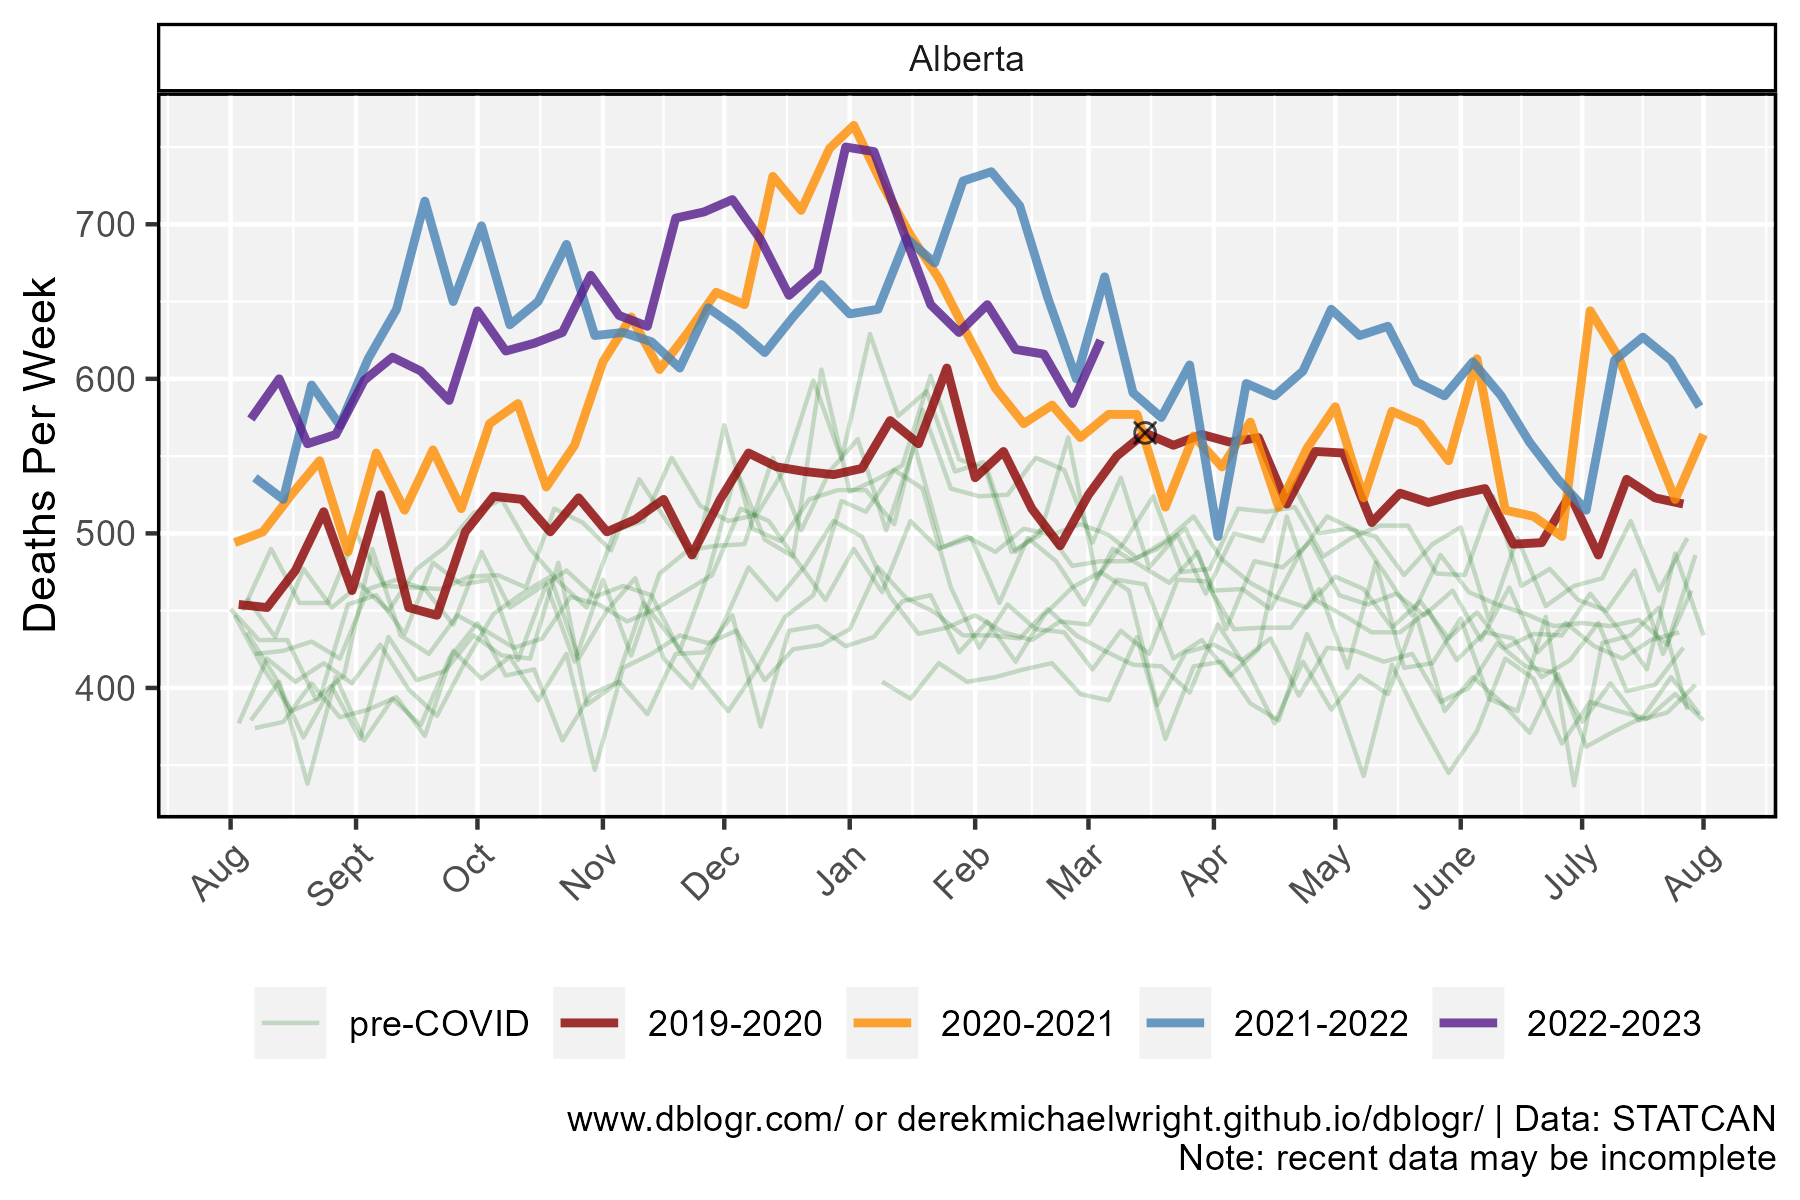 Alberta
Deaths Per Week
700
600
500
400
Aug Sept Oct Nov Dec Jan Feb Mar Apr May June July Aug
pre-COVID 2019-2020 2020-2021 2021-2022 2022-2023
www.dblogr.com/ or derekmichaelwright.github.io/dblogr/ | Data: STATCAN
Note: recent data may be incomplete